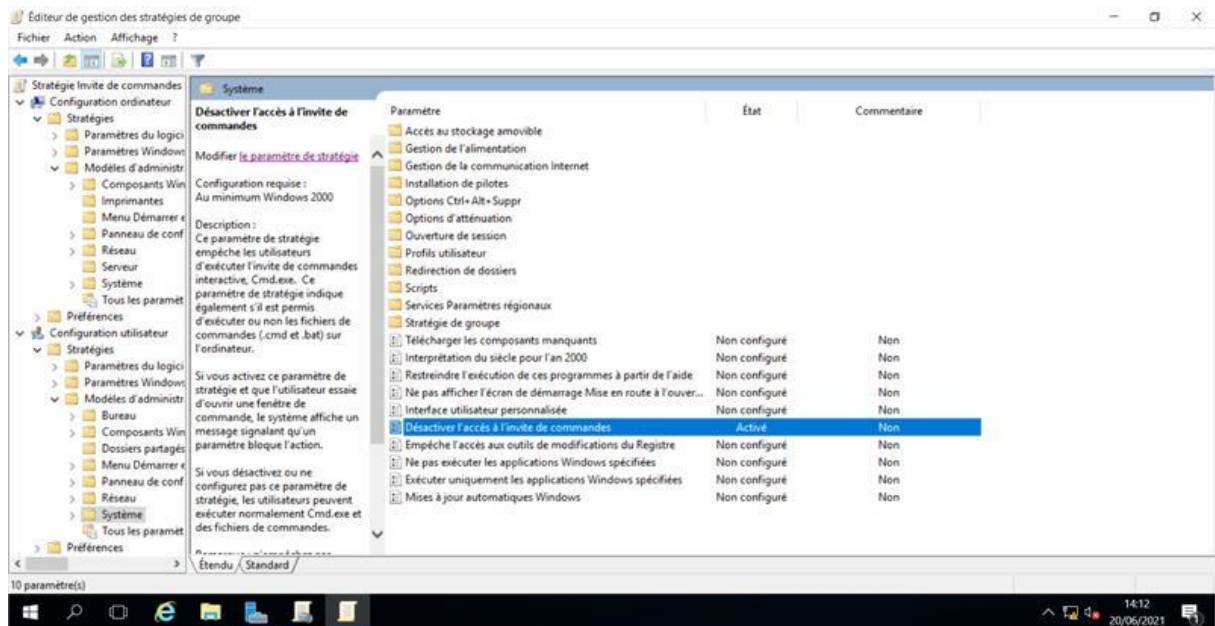 Éditeur de gestion des stratégies de groupe
Fichier Action Affichage ?
Stratégie Invite de commandes
Configuration ordinateur
Stratégies
Paramètres du logici
Paramètres Windows
Modèles d'administr
Composants Win
Imprimantes
Menu Démarrer e
Panneau de conf
Réseau
Serveur
Système
Tous les paramèt
Préférences
Configuration utilisateur
Stratégies
Paramètres du logici
Paramètres Windows
Modèles d'administr
Bureau
Composants Win
Dossiers partagés
Menu Démarrer e
Panneau de conf
Réseau
Système
Tous les paramèt
Préférences
Système
Désactiver l'accès à l'invite de
commandes
Modifier le paramètre de stratégie
Configuration requise :
Au minimum Windows 2000
Description :
Ce paramètre de stratégie
empêche les utilisateurs
d'exécuter l'invite de commandes
interactive, Cmd.exe. Ce
paramètre de stratégie indique
également s'il est permis
d'exécuter ou non les fichiers de
commandes (.cmd et .bat) sur
l'ordinateur.
Si vous activez ce paramètre de
stratégie et que l'utilisateur essaie
d'ouvrir une fenêtre de
commande, le système affiche un
message signalant qu'un
paramètre bloque l'action.
Si vous désactivez ou ne
configurez pas ce paramètre de
stratégie, les utilisateurs peuvent
exécuter normalement Cmd.exe et
des fichiers de commandes.
Paramètre État Commentaire
Accès au stockage amovible
Gestion de l'alimentation
Gestion de la communication Internet
Installation de pilotes
Options Ctrl+Alt+Suppr
Options d'atténuation
Ouverture de session
Profils utilisateur
Redirection de dossiers
Scripts
Services Paramètres régionaux
Stratégie de groupe
Télécharger les composants manquants Non configuré Non
Interprétation du siècle pour l'an 2000 Non configuré Non
Restreindre l'exécution de ces programmes à partir de l'aide Non configuré Non
Ne pas afficher l'écran de démarrage Mise en route à l'ouver... Non configuré Non
Interface utilisateur personnalisée Non configuré Non
Désactiver l'accès à l'invite de commandes Activé Non
Empêche l'accès aux outils de modifications du Registre Non configuré Non
Ne pas exécuter les applications Windows spécifiées Non configuré Non
Exécuter uniquement les applications Windows spécifiées Non configuré Non
Mises à jour automatiques Windows Non configuré Non
Étendu Standard
10 paramètre(s)
14:12
20/06/2021